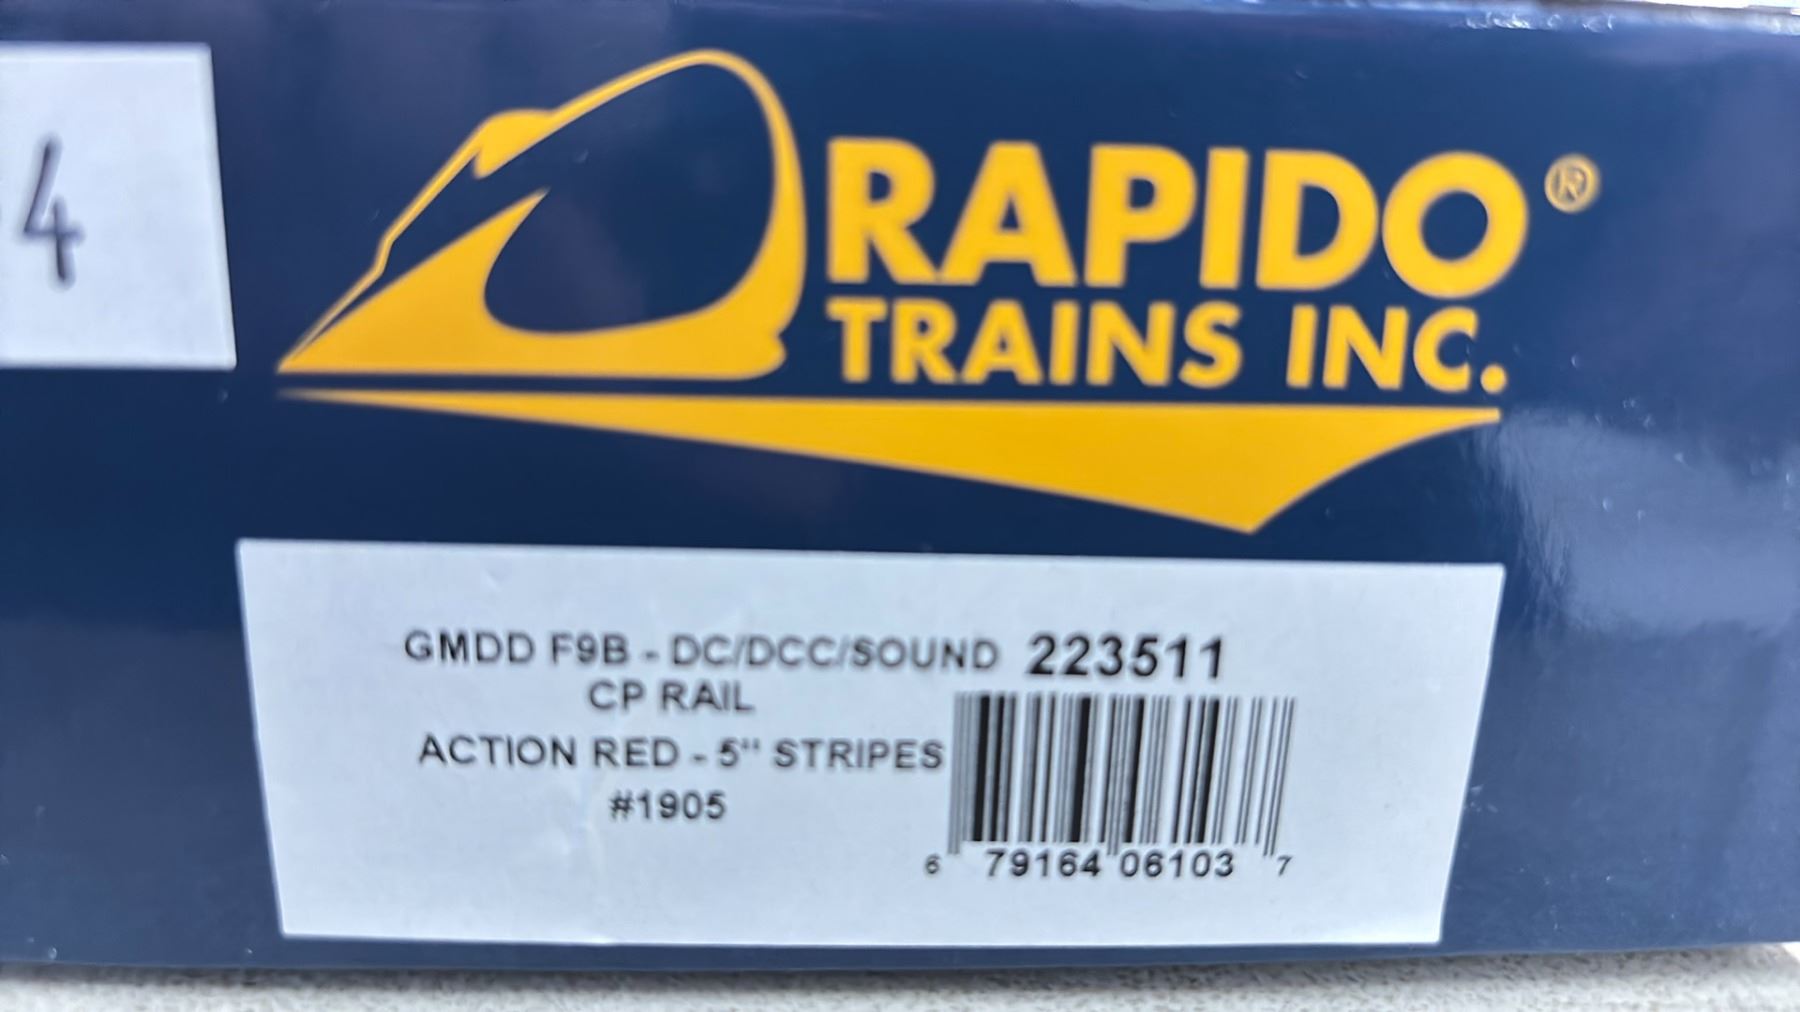 4
RAPIDO®
TRAINS INC.
GMDD F9B - DC/DCC/SOUND 223511
CP RAIL
ACTION RED - 5" STRIPES
#1905
6 79164 06103 7